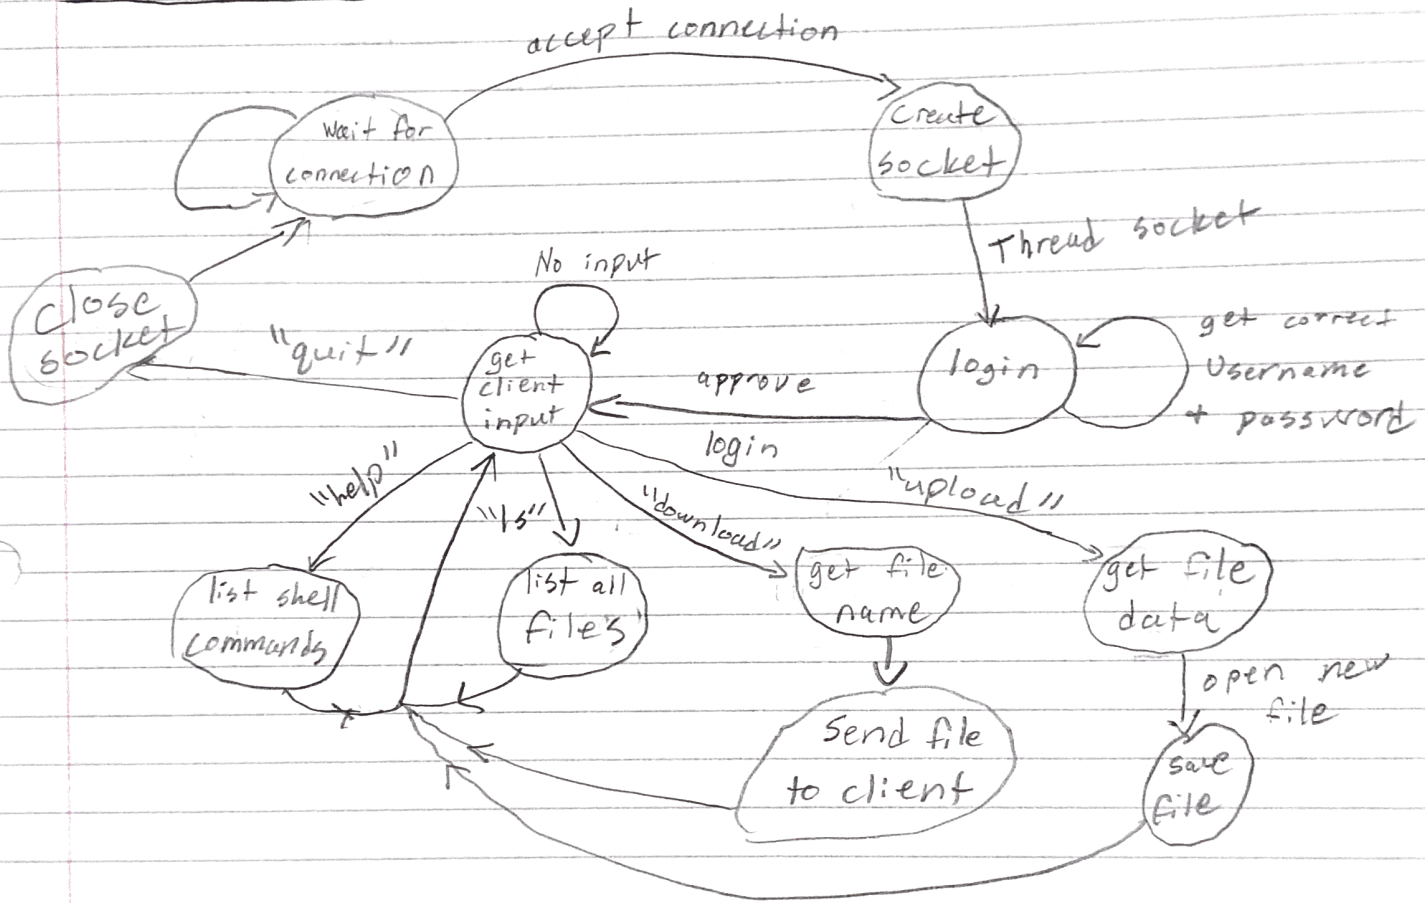 accept connection
Create
socket
wait for
connection
Thread socket
No input
close
socket
"quit"
get
client
input
approve
login
login
get correct
Username
+ password
"help"
"ls"
"download"
"upload"
list shell
commands
list all
files
get file
name
get file
data
open new
file
Send file
to client
save
file